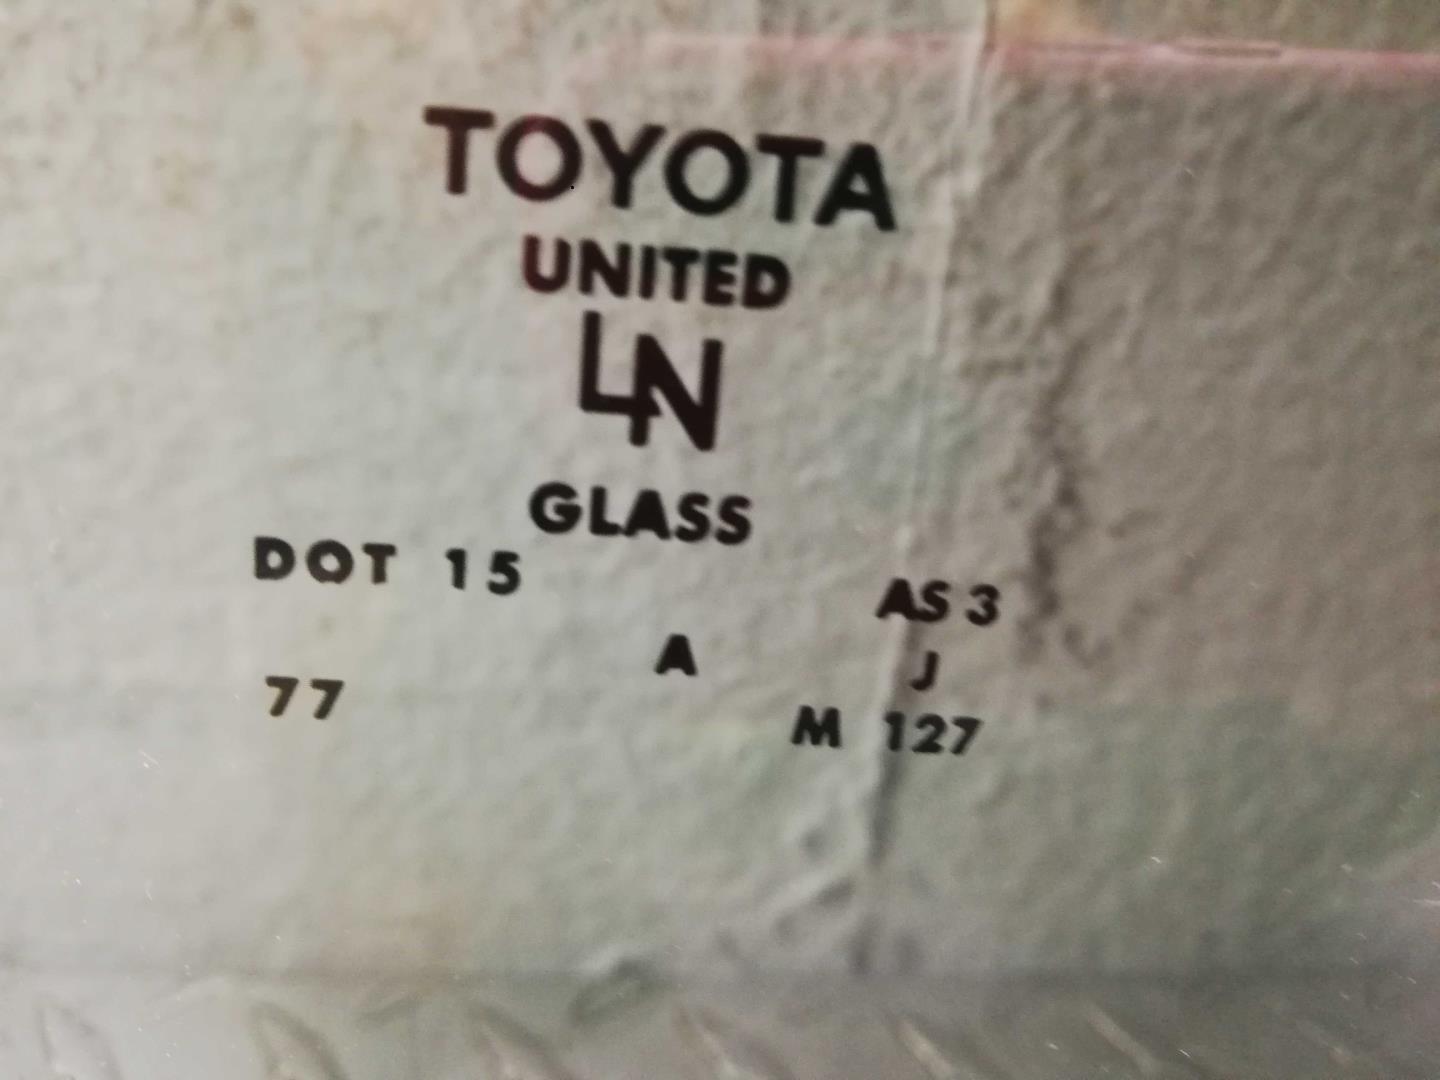 TOYOTA
UNITED
LN
GLASS
DOT 15
AS 3
A
J
77
M 127